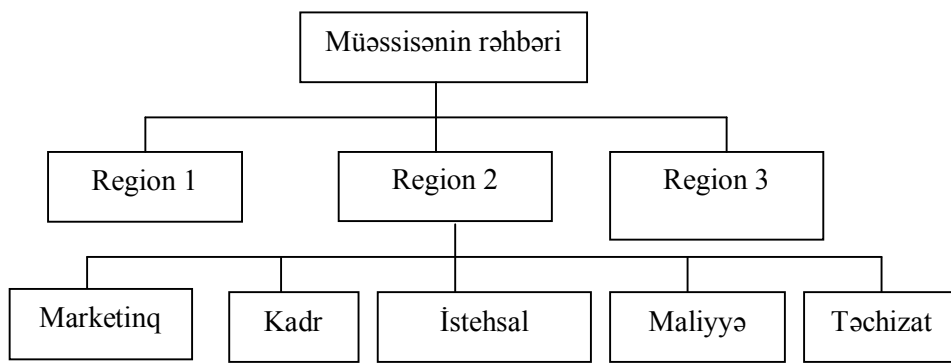 Müəssisənin rəhbəri
Region 1
Region 2
Region 3
Marketinq
Kadr
İstehsal
Maliyyə
Təchizat